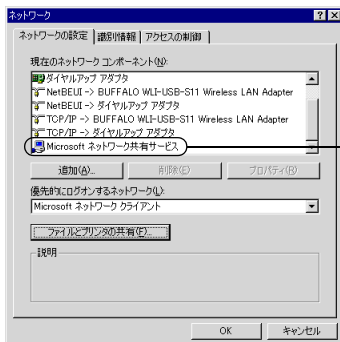 ネットワーク
ネットワークの設定 識別情報 アクセスの制御
現在のネットワーク コンポーネント(N):
ダイヤルアップ アダプタ
NetBEUI -> BUFFALO WLI-USB-S11 Wireless LAN Adapter
NetBEUI -> ダイヤルアップ アダプタ
TCP/IP -> BUFFALO WLI-USB-S11 Wireless LAN Adapter
TCP/IP -> ダイヤルアップ アダプタ
Microsoft ネットワーク共有サービス
追加(A)... 削除(E) プロパティ(R)
優先的にログオンするネットワーク(L):
Microsoft ネットワーク クライアント
ファイルとプリンタの共有(F)...
説明
OK キャンセル